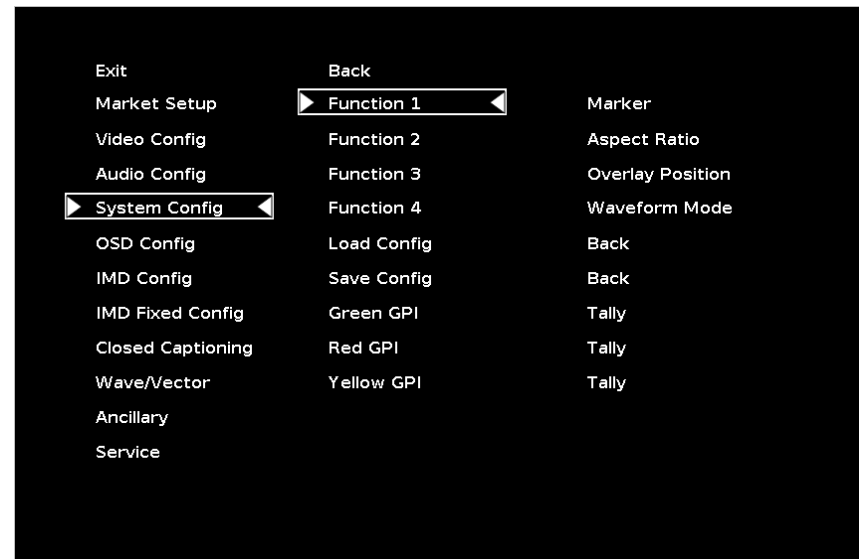 Exit Back
Market Setup Function 1 Marker
Video Config Function 2 Aspect Ratio
Audio Config Function 3 Overlay Position
System Config Function 4 Waveform Mode
OSD Config Load Config Back
IMD Config Save Config Back
IMD Fixed Config Green GPI Tally
Closed Captioning Red GPI Tally
Wave/Vector Yellow GPI Tally
Ancillary
Service